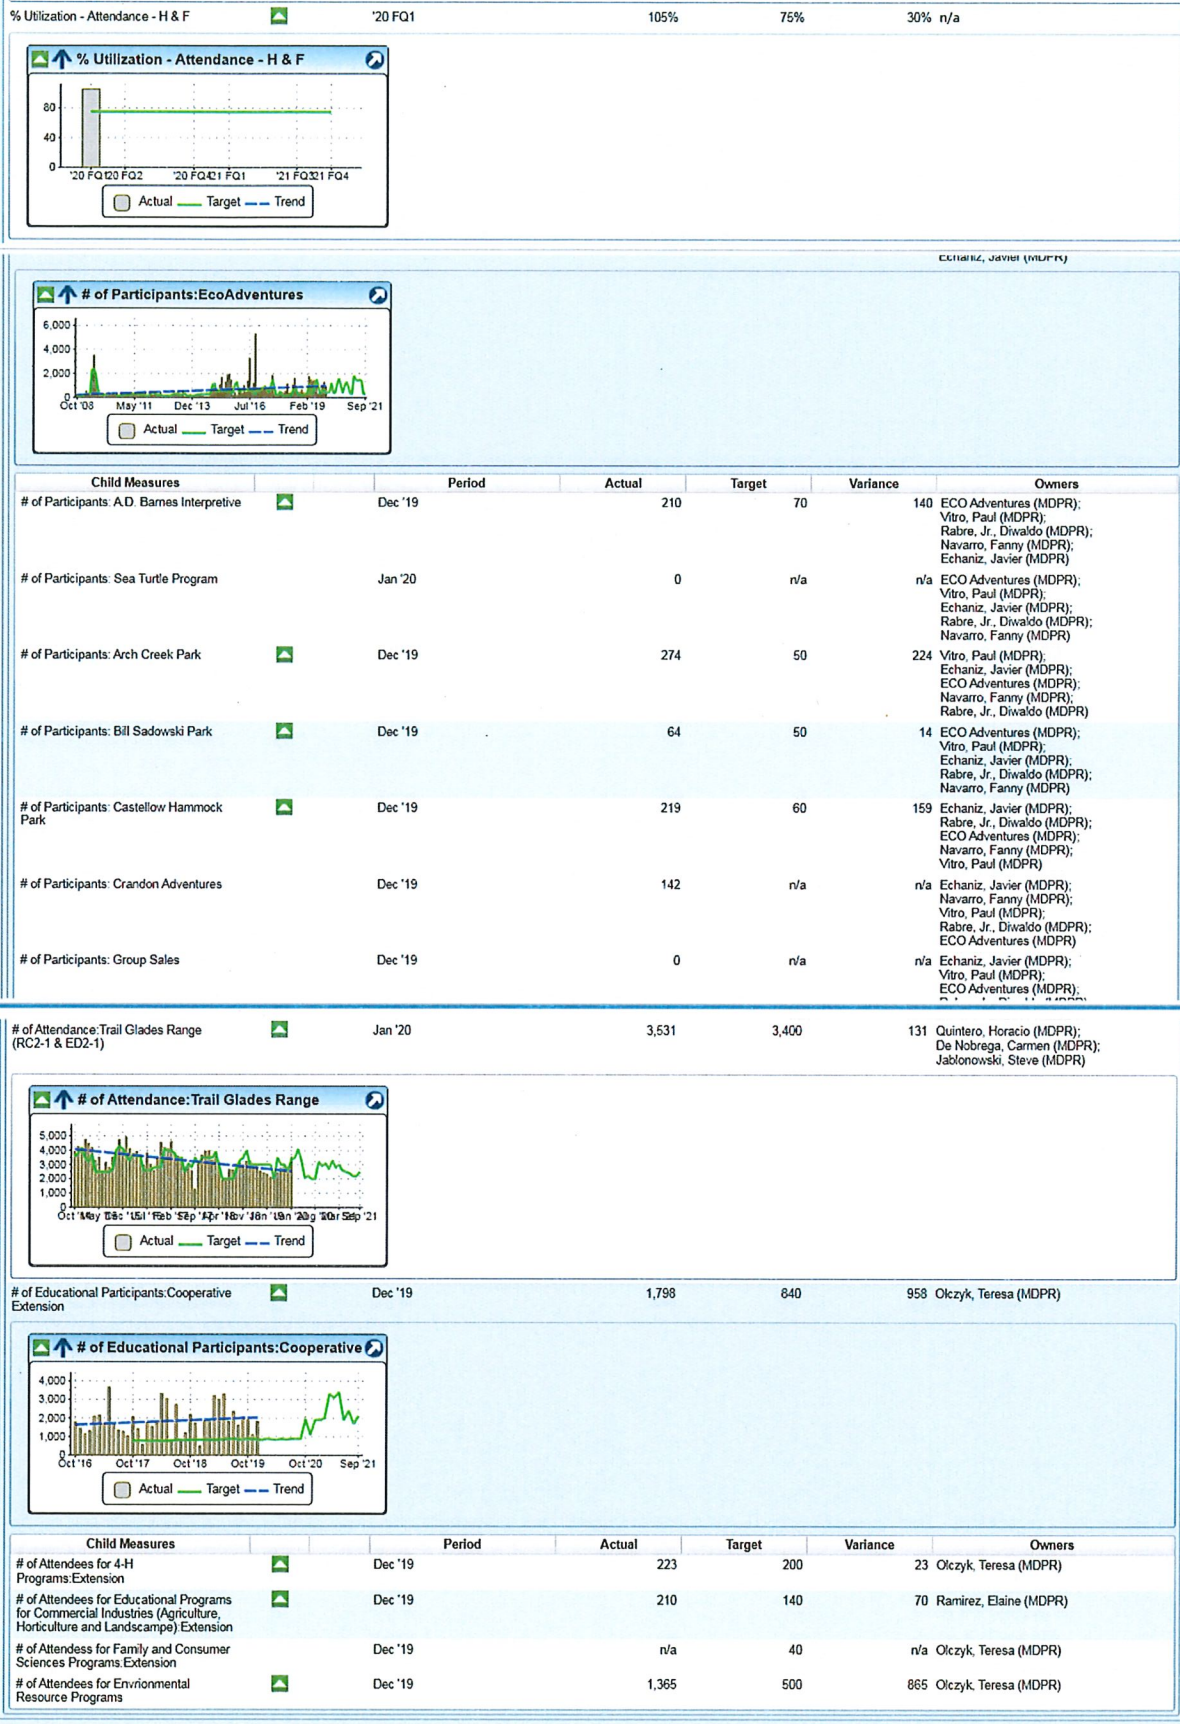 % Utilization - Attendance - H & F '20 FQ1 105% 75% 30% n/a
% Utilization - Attendance - H & F
80
40
0
'20 FQ1 '20 FQ2 '20 FQ4 '21 FQ1 '21 FQ3 '21 FQ4
Actual Target Trend
Echaniz, Javier (MDPR)
# of Participants:EcoAdventures
6,000
4,000
2,000
0
Oct '08 May '11 Dec '13 Jul '16 Feb '19 Sep '21
Actual Target Trend
Child Measures Period Actual Target Variance Owners
# of Participants: A.D. Barnes Interpretive Dec '19 210 70 140 ECO Adventures (MDPR);
Vitro, Paul (MDPR);
Rabre, Jr., Diwaldo (MDPR);
Navarro, Fanny (MDPR);
Echaniz, Javier (MDPR)
# of Participants: Sea Turtle Program Jan '20 0 n/a n/a ECO Adventures (MDPR);
Vitro, Paul (MDPR);
Echaniz, Javier (MDPR);
Rabre, Jr., Diwaldo (MDPR);
Navarro, Fanny (MDPR)
# of Participants: Arch Creek Park Dec '19 274 50 224 Vitro, Paul (MDPR);
Echaniz, Javier (MDPR);
ECO Adventures (MDPR);
Navarro, Fanny (MDPR);
Rabre, Jr., Diwaldo (MDPR)
# of Participants: Bill Sadowski Park Dec '19 64 50 14 ECO Adventures (MDPR);
Vitro, Paul (MDPR);
Echaniz, Javier (MDPR);
Rabre, Jr., Diwaldo (MDPR);
Navarro, Fanny (MDPR)
# of Participants: Castellow Hammock Dec '19 219 60 159 Echaniz, Javier (MDPR);
Park
Rabre, Jr., Diwaldo (MDPR);
ECO Adventures (MDPR);
Navarro, Fanny (MDPR);
Vitro, Paul (MDPR)
# of Participants: Crandon Adventures Dec '19 142 n/a n/a Echaniz, Javier (MDPR);
Navarro, Fanny (MDPR);
Vitro, Paul (MDPR);
Rabre, Jr., Diwaldo (MDPR);
ECO Adventures (MDPR)
# of Participants: Group Sales Dec '19 0 n/a n/a Echaniz, Javier (MDPR);
Vitro, Paul (MDPR);
ECO Adventures (MDPR);
# of Attendance:Trail Glades Range Jan '20 3,531 3,400 131 Quintero, Horacio (MDPR);
(RC2-1 & ED2-1) De Nobrega, Carmen (MDPR);
Jablonowski, Steve (MDPR)
# of Attendance:Trail Glades Range
5,000
4,000
3,000
2,000
1,000
0
Oct '14 Sep '21
Actual Target Trend
# of Educational Participants:Cooperative Dec '19 1,798 840 958 Olczyk, Teresa (MDPR)
Extension
# of Educational Participants:Cooperative
4,000
3,000
2,000
1,000
0
Oct '16 Oct '17 Oct '18 Oct '19 Oct '20 Sep '21
Actual Target Trend
Child Measures Period Actual Target Variance Owners
# of Attendees for 4-H Dec '19 223 200 23 Olczyk, Teresa (MDPR)
Programs:Extension
# of Attendees for Educational Programs Dec '19 210 140 70 Ramirez, Elaine (MDPR)
for Commercial Industries (Agriculture,
Horticulture and Landscampe):Extension
# of Attendess for Family and Consumer Dec '19 n/a 40 n/a Olczyk, Teresa (MDPR)
Sciences Programs:Extension
# of Attendees for Envrionmental Dec '19 1,365 500 865 Olczyk, Teresa (MDPR)
Resource Programs